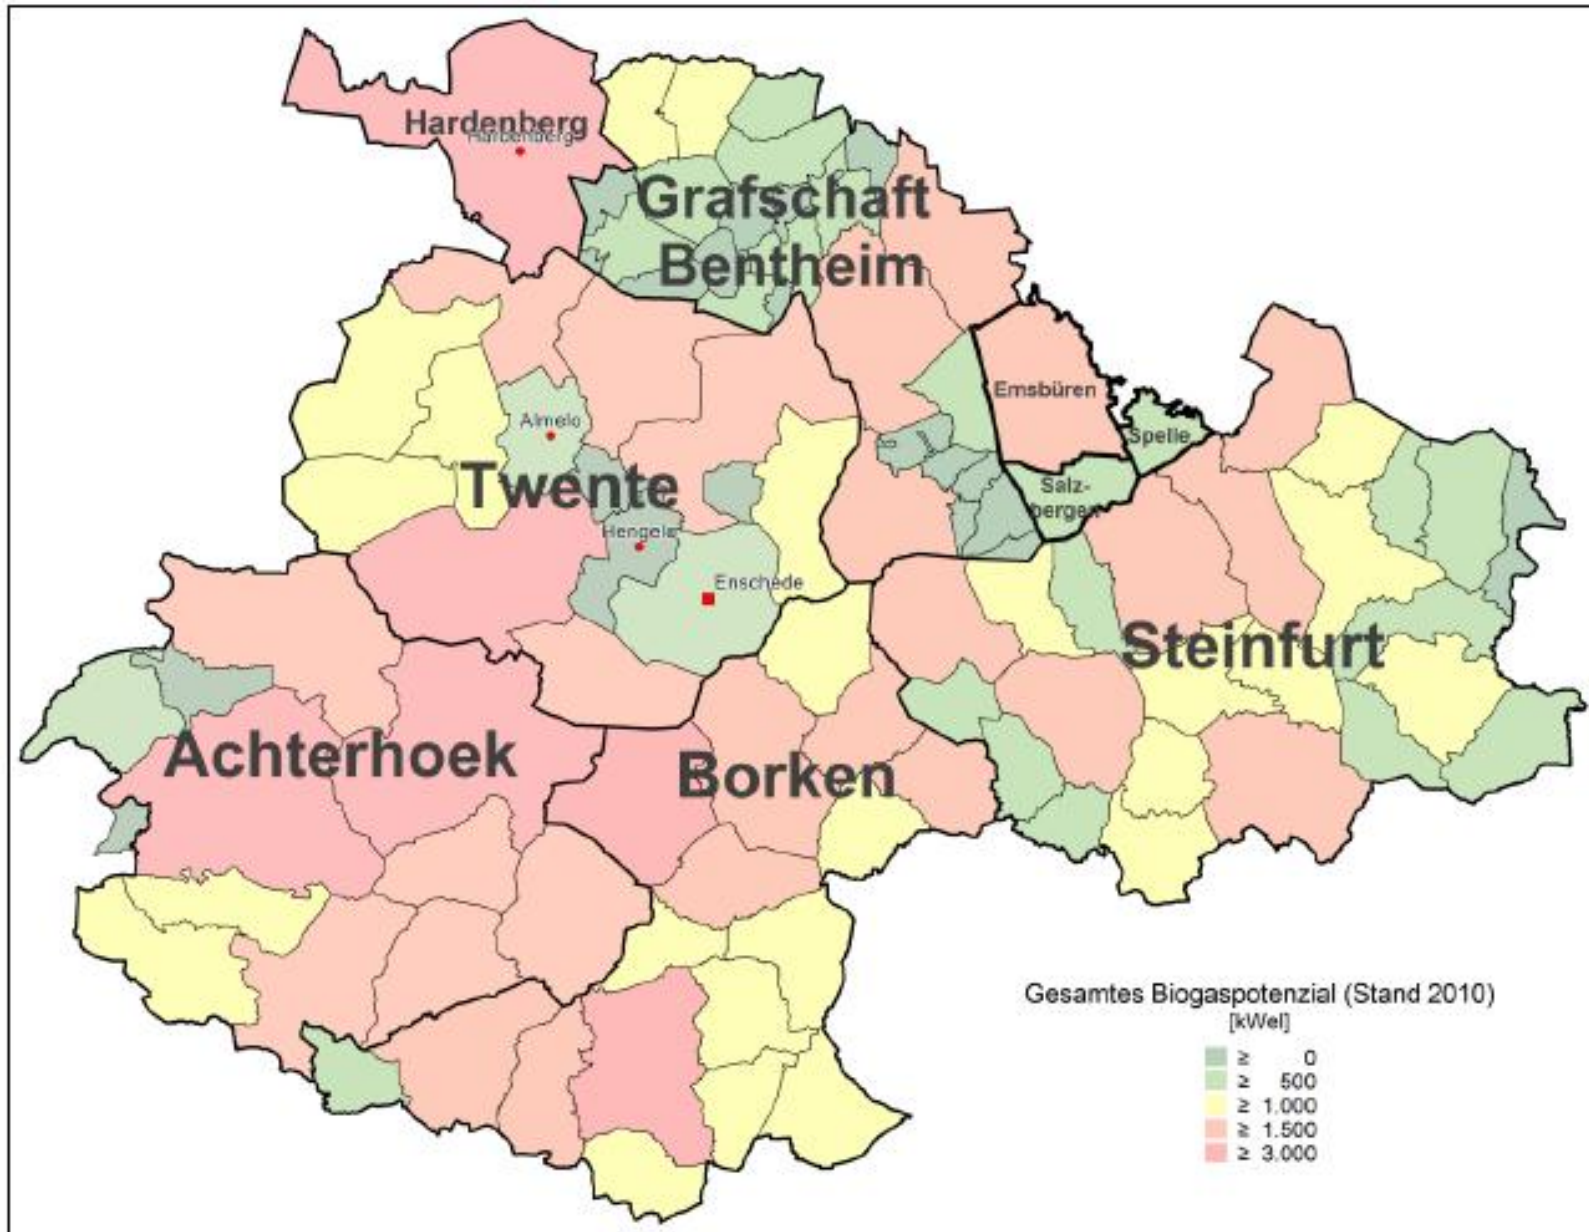 Hardenberg
Hardenberg
Grafschaft
Bentheim
Emsbüren
Almelo
Spelle
Twente
Salz-
bergen
Hengelo
Enschede
Steinfurt
Achterhoek
Borken
Gesamtes Biogaspotenzial (Stand 2010)
[kWel]
≥ 0
≥ 500
≥ 1.000
≥ 1.500
≥ 3.000